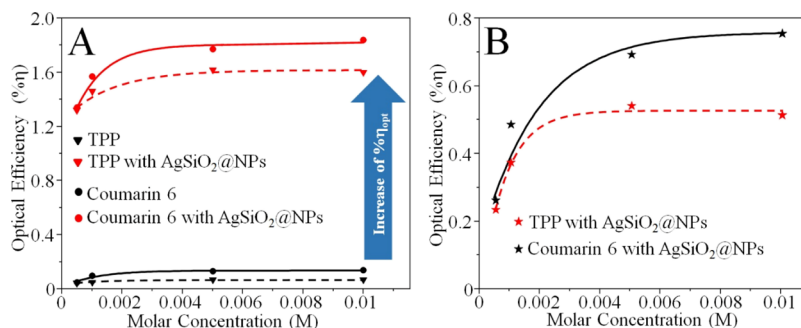 A
Optical Efficiency (%η)
2.0
1.6
1.2
0.8
0.4
0
TPP
TPP with AgSiO₂@NPs
Coumarin 6
Coumarin 6 with AgSiO₂@NPs
Increase of %ηopt
0
0.002
0.004
0.006
0.008
0.01
Molar Concentration (M)
B
Optical Efficiency (%η)
0.8
0.6
0.4
0.2
0
TPP with AgSiO₂@NPs
Coumarin 6 with AgSiO₂@NPs
0
0.002
0.004
0.006
0.008
0.01
Molar Concentration (M)